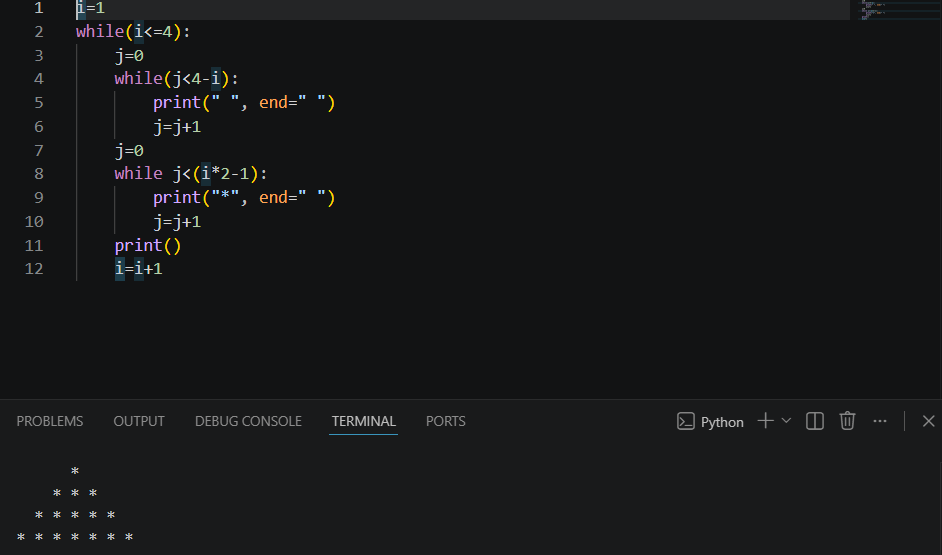 1 i=1
2 while(i<=4):
3     j=0
4     while(j<4-i):
5         print(" ", end=" ")
6         j=j+1
7     j=0
8     while j<(i*2-1):
9         print("*", end=" ")
10         j=j+1
11     print()
12     i=i+1
PROBLEMS OUTPUT DEBUG CONSOLE TERMINAL PORTS Python
      *
    * * *
  * * * * *
* * * * * * *